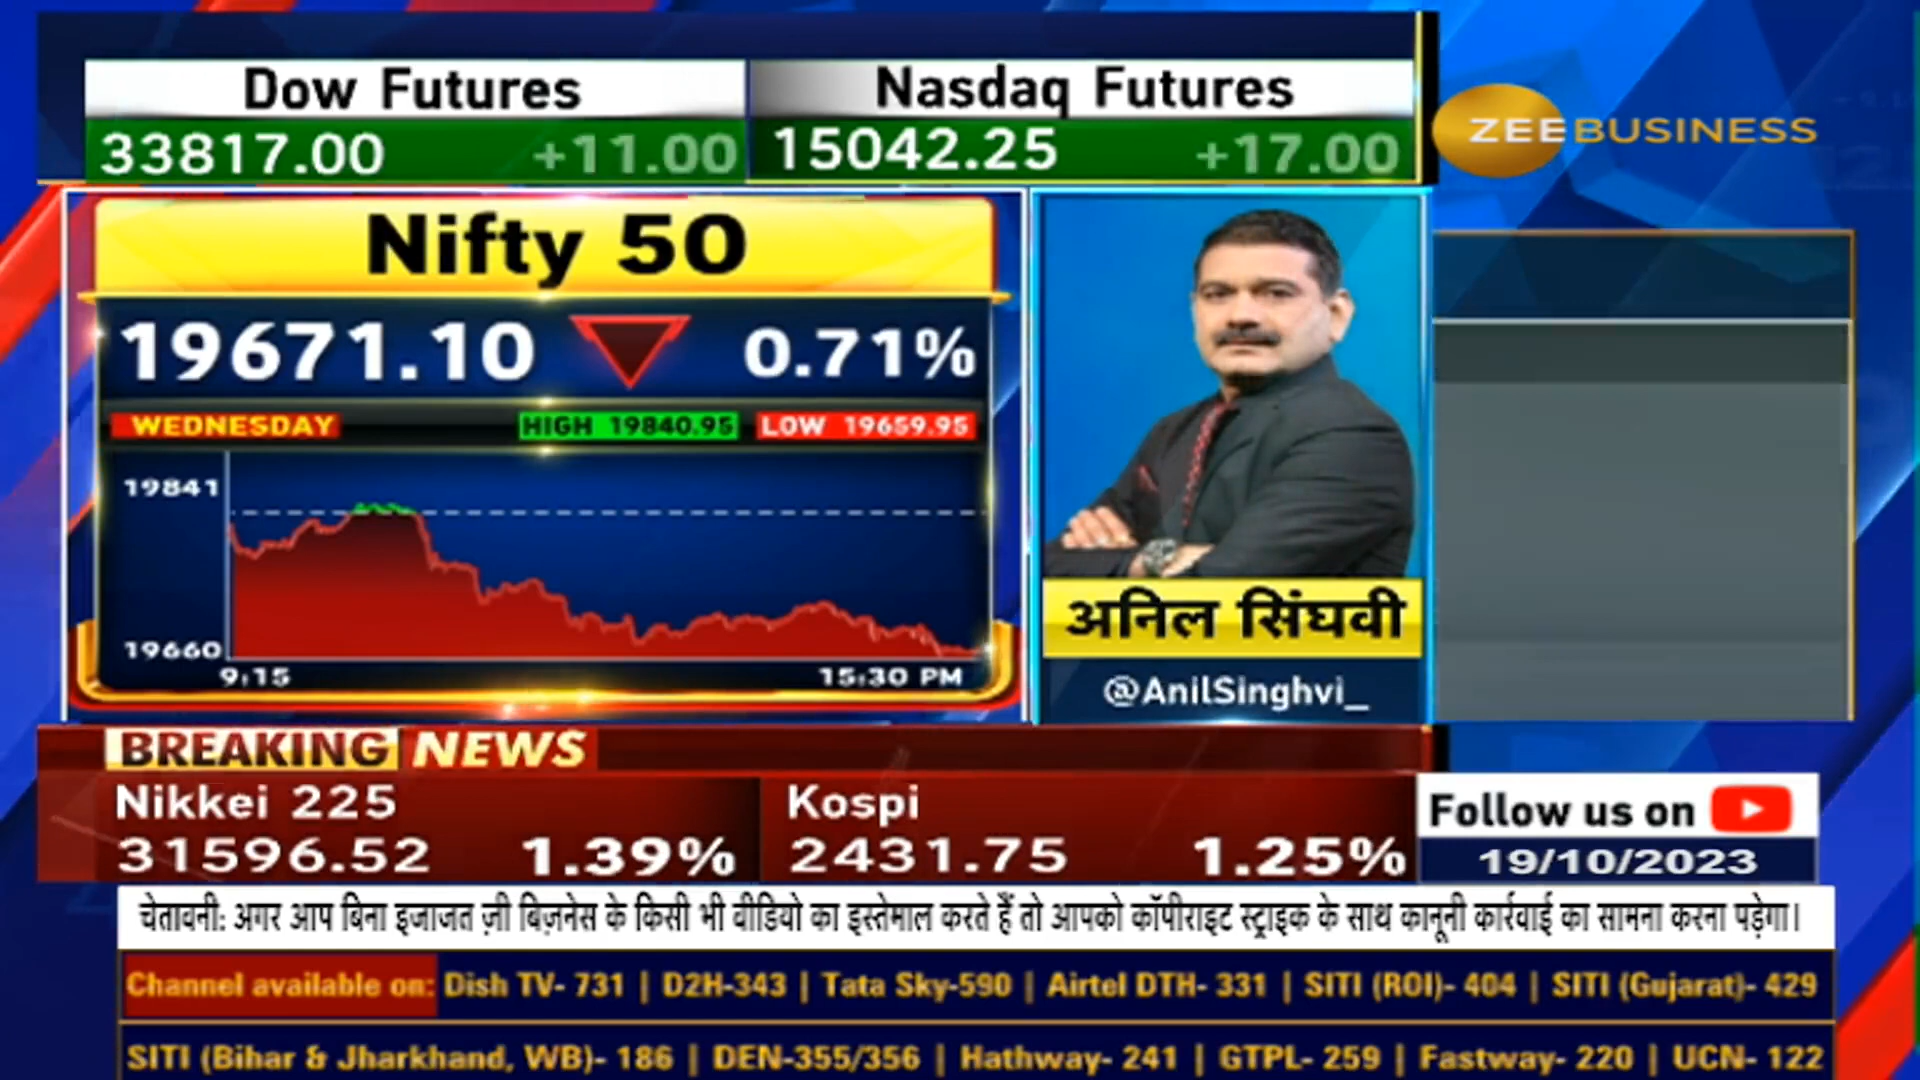 Dow Futures
33817.00 +11.00
Nasdaq Futures
15042.25 +17.00
ZEEBUSINESS
Nifty 50
19671.10 0.71%
WEDNESDAY HIGH 19840.95 LOW 19659.95
19841
19660
9:15 15:30 PM
अनिल सिंघवी
@AnilSinghvi_
BREAKING NEWS
Nikkei 225
31596.52 1.39%
Kospi
2431.75 1.25%
Follow us on
19/10/2023
चेतावनी: अगर आप बिना इजाजत ज़ी बिज़नेस के किसी भी वीडियो का इस्तेमाल करते हैं तो आपको कॉपीराइट स्ट्राइक के साथ कानूनी कार्रवाई का सामना करना पड़ेगा।
Channel available on: Dish TV- 731 | D2H-343 | Tata Sky-590 | Airtel DTH- 331 | SITI (ROI)- 404 | SITI (Gujarat)- 429
SITI (Bihar & Jharkhand, WB)- 186 | DEN-355/356 | Hathway- 241 | GTPL- 259 | Fastway- 220 | UCN- 122